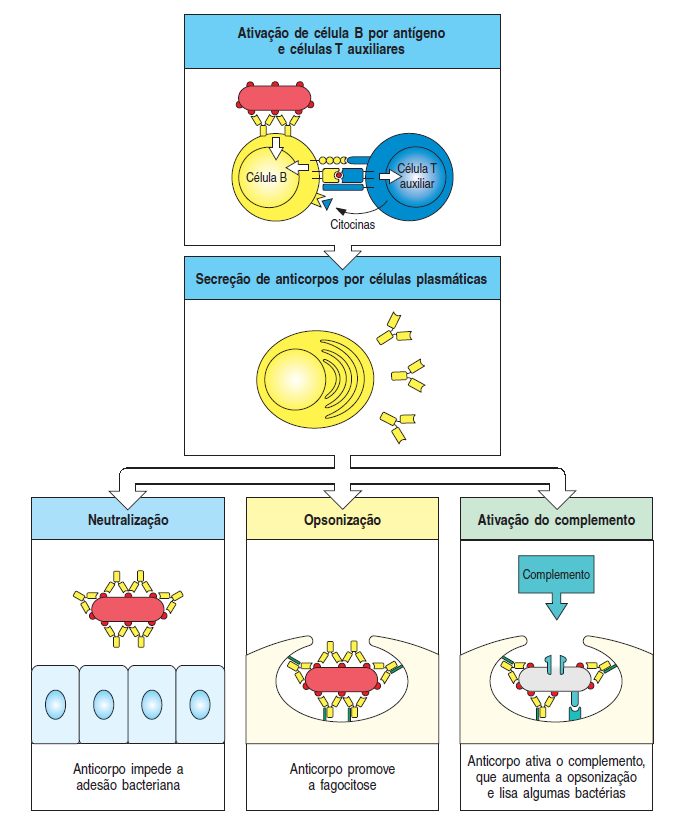 Ativação de célula B por antígeno
e células T auxiliares
Célula B
Célula T
auxiliar
Citocinas
Secreção de anticorpos por células plasmáticas
Neutralização
Opsonização
Ativação do complemento
Complemento
Anticorpo impede a
adesão bacteriana
Anticorpo promove
a fagocitose
Anticorpo ativa o complemento,
que aumenta a opsonização
e lisa algumas bactérias